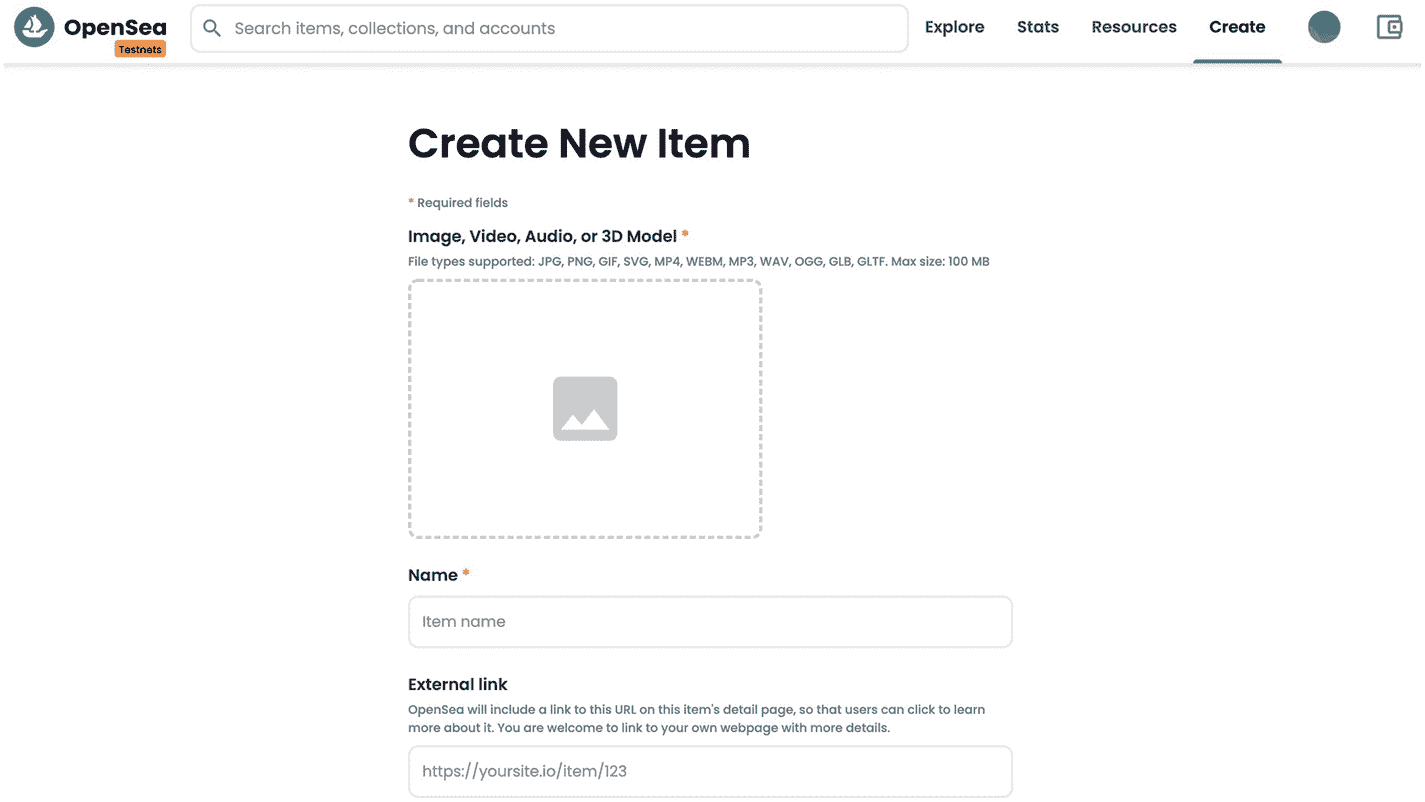 OpenSea
Testnets
Search items, collections, and accounts
Explore
Stats
Resources
Create
Create New Item
* Required fields
Image, Video, Audio, or 3D Model *
File types supported: JPG, PNG, GIF, SVG, MP4, WEBM, MP3, WAV, OGG, GLB, GLTF. Max size: 100 MB
Name *
Item name
External link
OpenSea will include a link to this URL on this item's detail page, so that users can click to learn
more about it. You are welcome to link to your own webpage with more details.
https://yoursite.io/item/123